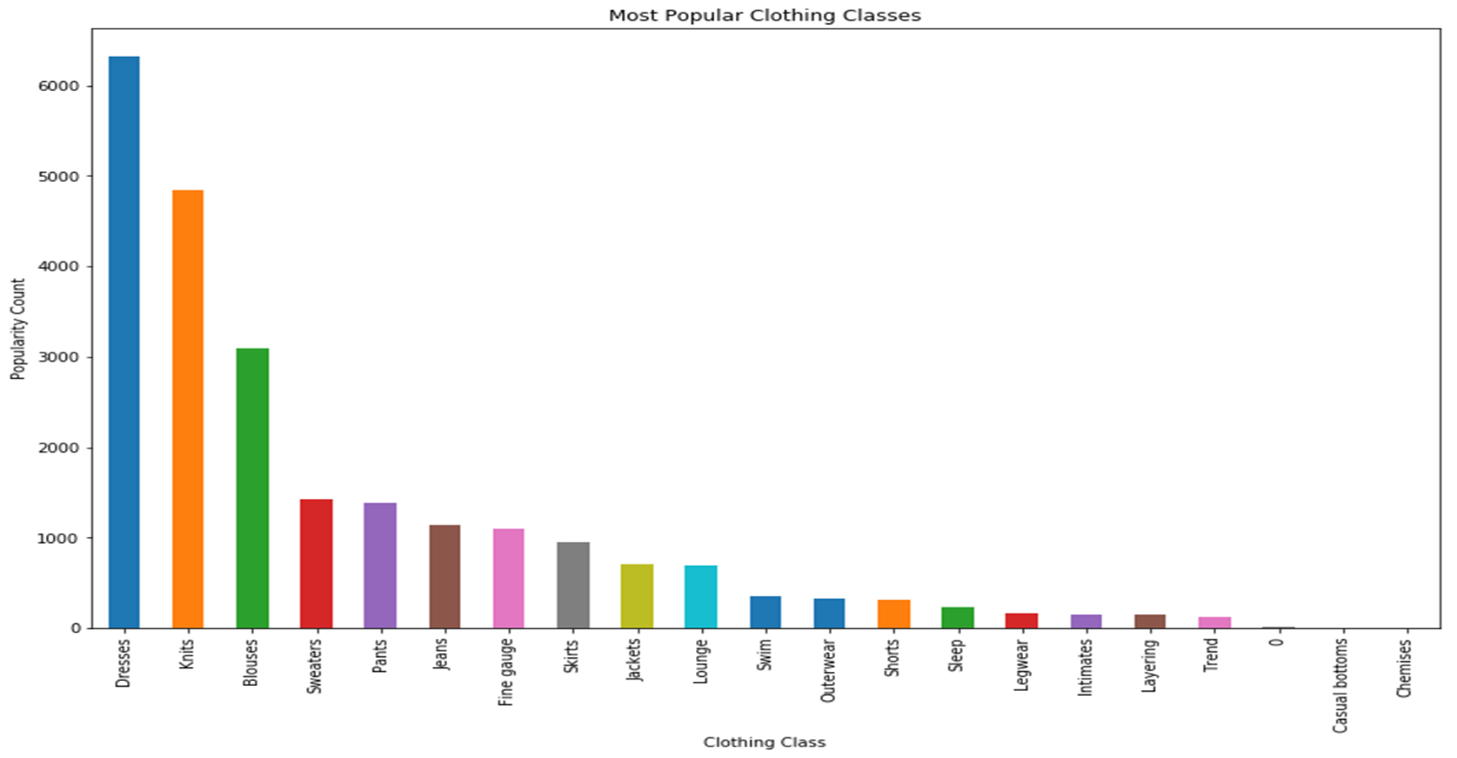 Most Popular Clothing Classes
Popularity Count
6000
5000
4000
3000
2000
1000
0
Dresses
Knits
Blouses
Sweaters
Pants
Jeans
Fine gauge
Skirts
Jackets
Lounge
Swim
Outerwear
Shorts
Sleep
Legwear
Intimates
Layering
Trend
0
Casual bottoms
Chemises
Clothing Class